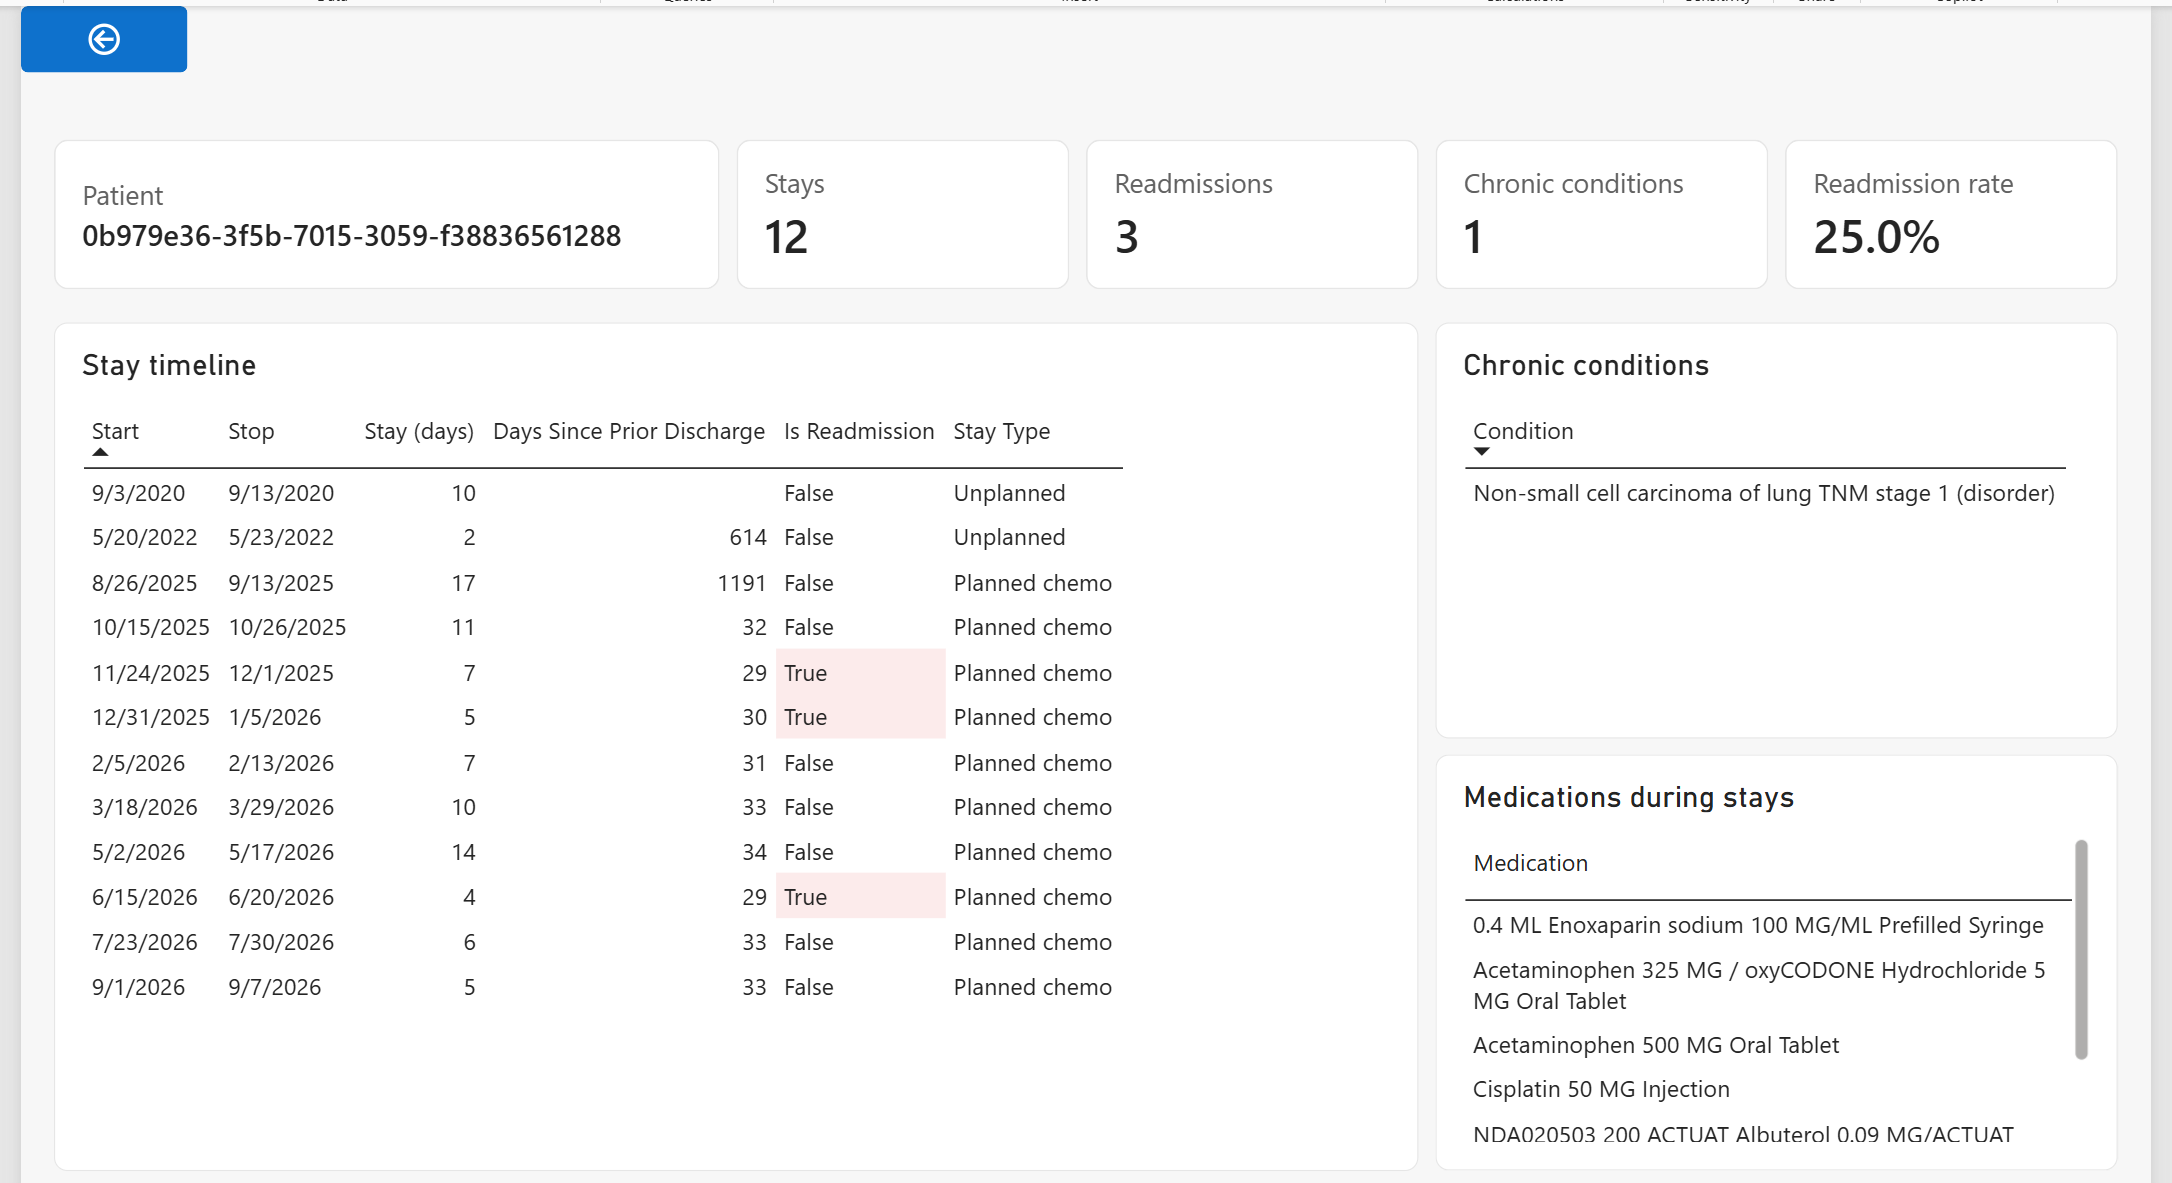 Patient
0b979e36-3f5b-7015-3059-f38836561288
Stays
12
Readmissions
3
Chronic conditions
1
Readmission rate
25.0%
Stay timeline
Start Stop Stay (days) Days Since Prior Discharge Is Readmission Stay Type
9/3/2020 9/13/2020 10 False Unplanned
5/20/2022 5/23/2022 2 614 False Unplanned
8/26/2025 9/13/2025 17 1191 False Planned chemo
10/15/2025 10/26/2025 11 32 False Planned chemo
11/24/2025 12/1/2025 7 29 True Planned chemo
12/31/2025 1/5/2026 5 30 True Planned chemo
2/5/2026 2/13/2026 7 31 False Planned chemo
3/18/2026 3/29/2026 10 33 False Planned chemo
5/2/2026 5/17/2026 14 34 False Planned chemo
6/15/2026 6/20/2026 4 29 True Planned chemo
7/23/2026 7/30/2026 6 33 False Planned chemo
9/1/2026 9/7/2026 5 33 False Planned chemo
Chronic conditions
Condition
Non-small cell carcinoma of lung TNM stage 1 (disorder)
Medications during stays
Medication
0.4 ML Enoxaparin sodium 100 MG/ML Prefilled Syringe
Acetaminophen 325 MG / oxyCODONE Hydrochloride 5
MG Oral Tablet
Acetaminophen 500 MG Oral Tablet
Cisplatin 50 MG Injection
NDA020503 200 ACTUAT Albuterol 0.09 MG/ACTUAT